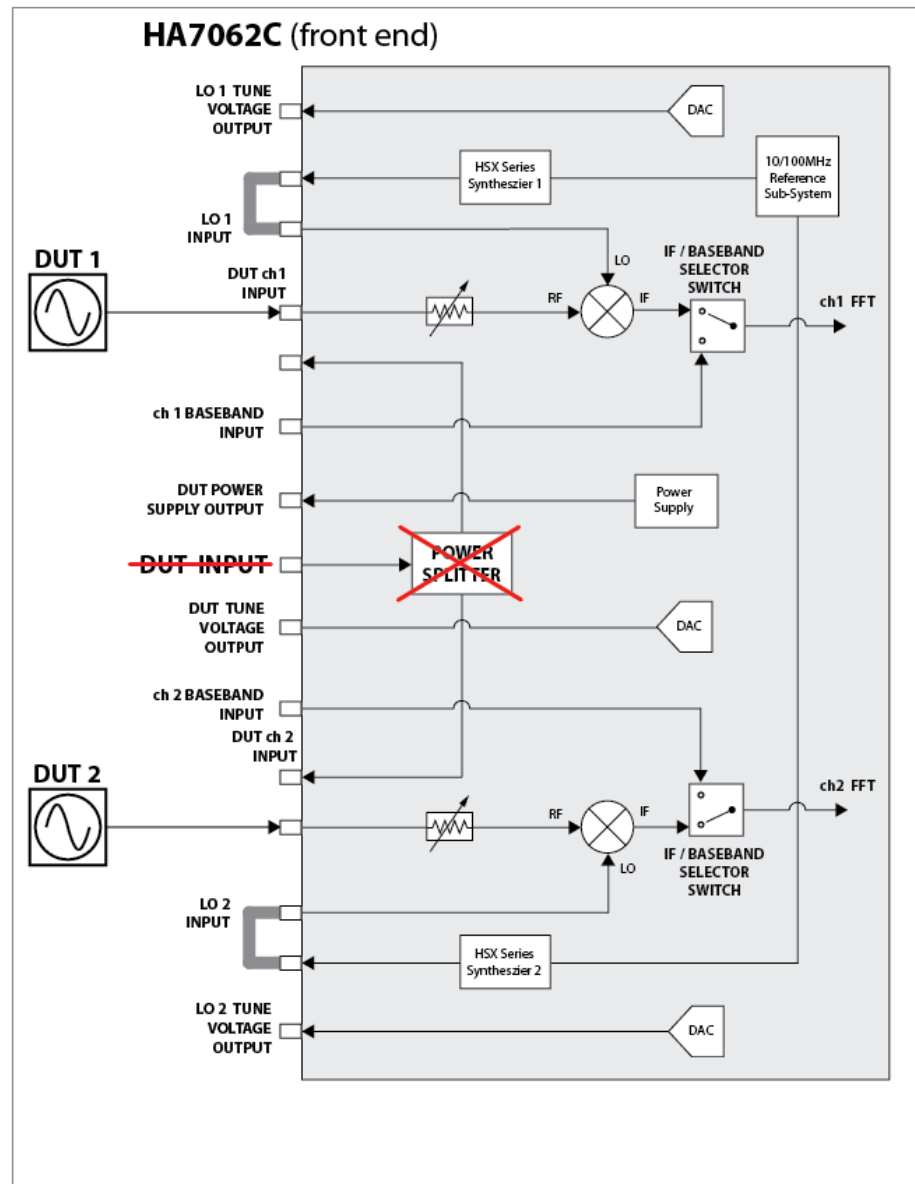 HA7062C (front end)
LO 1 TUNE
VOLTAGE
OUTPUT
DAC
HSX Series
Syntheszier 1
10/100MHz
Reference
Sub-System
LO 1
INPUT
LO
DUT 1
DUT ch1
INPUT
RF
IF
IF / BASEBAND
SELECTOR
SWITCH
ch1 FFT
ch 1 BASEBAND
INPUT
DUT POWER
SUPPLY OUTPUT
Power
Supply
DUT INPUT
POWER
SPLITTER
DUT TUNE
VOLTAGE
OUTPUT
DAC
ch 2 BASEBAND
INPUT
DUT ch 2
INPUT
DUT 2
RF
IF
LO
ch2 FFT
IF / BASEBAND
SELECTOR
SWITCH
LO 2
INPUT
HSX Series
Syntheszier 2
LO 2 TUNE
VOLTAGE
OUTPUT
DAC